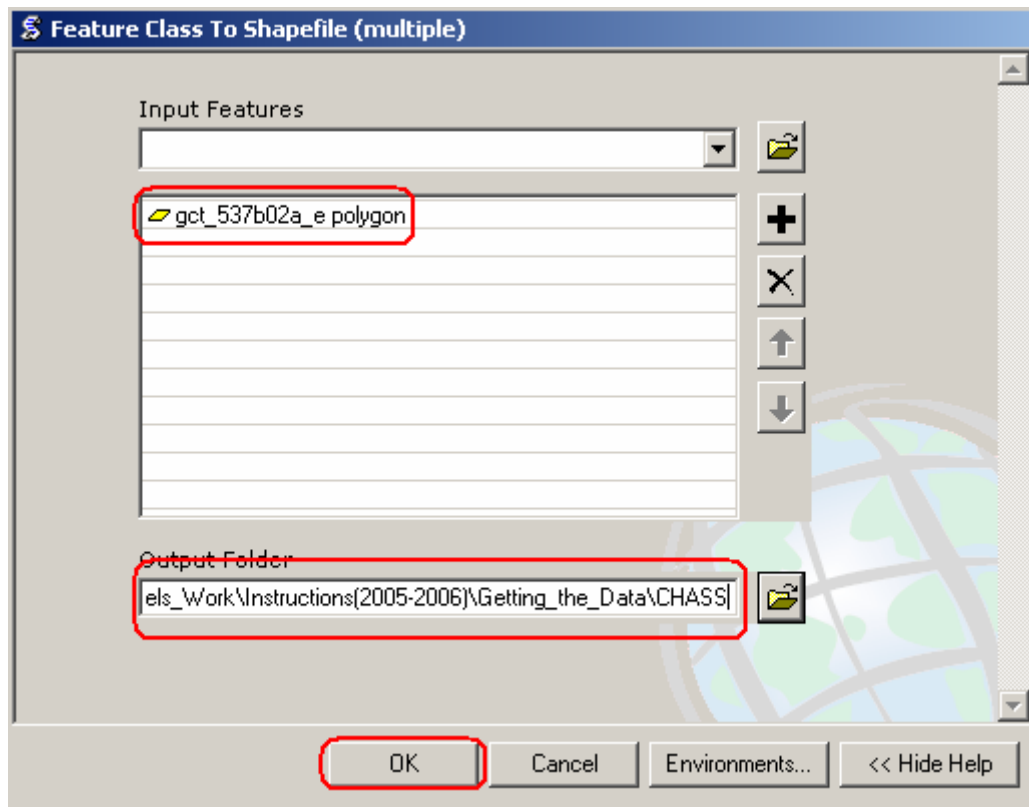 Feature Class To Shapefile (multiple)
Input Features
gct_537b02a_e polygon
Output Folder
els_Work\Instructions(2005-2006)\Getting_the_Data\CHASS
OK Cancel Environments... << Hide Help